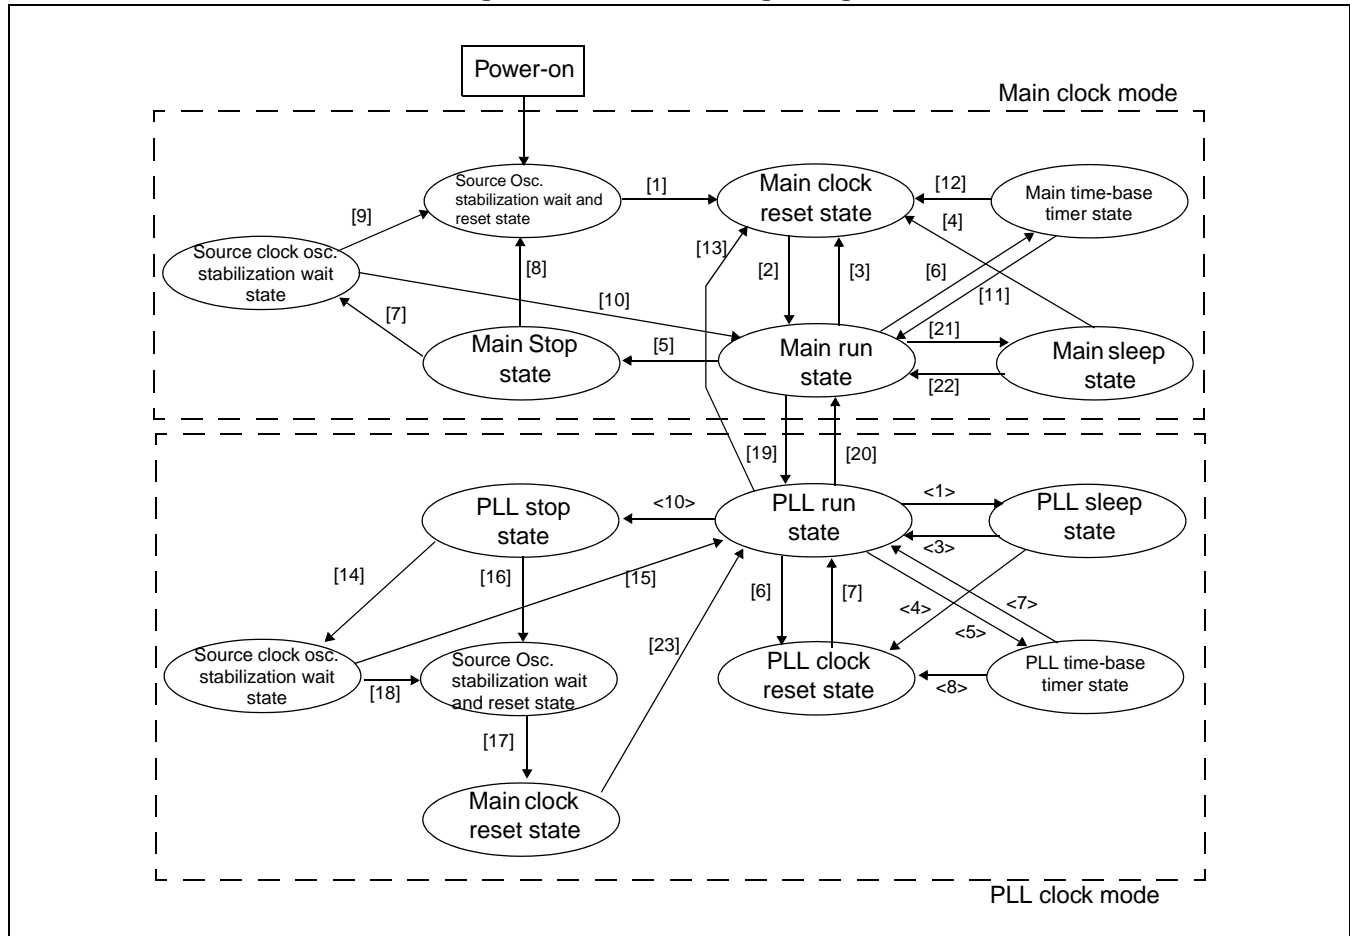 Power-on
Main clock mode
Source Osc.
stabilization wait and
reset state
[1]
Main clock
reset state
[12]
Main time-base
timer state
[9]
[4]
[13]
Source clock osc.
stabilization wait
state
[8]
[2]
[3]
[6]
[11]
[10]
[7]
Main Stop
state
[5]
Main run
state
[21]
[22]
Main sleep
state
[19]
[20]
PLL stop
state
<10>
PLL run
state
<1>
<3>
PLL sleep
state
[14]
[16]
[15]
[6]
[7]
<4>
<7>
<5>
Source clock osc.
stabilization wait
state
[18]
Source Osc.
stabilization wait
and reset state
[23]
PLL clock
reset state
<8>
PLL time-base
timer state
[17]
Main clock
reset state
PLL clock mode